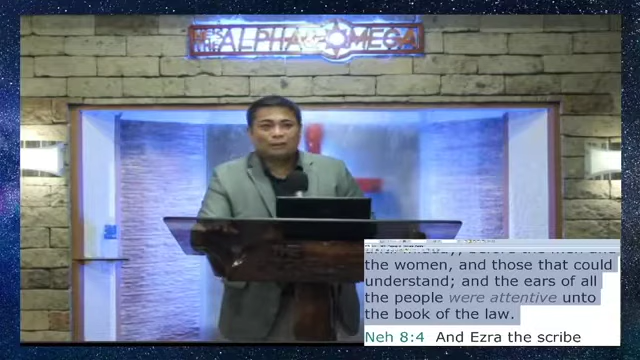 ALPHA OMEGA
the women, and those that could
understand; and the ears of all
the people were attentive unto
the book of the law.
Neh 8:4 And Ezra the scribe